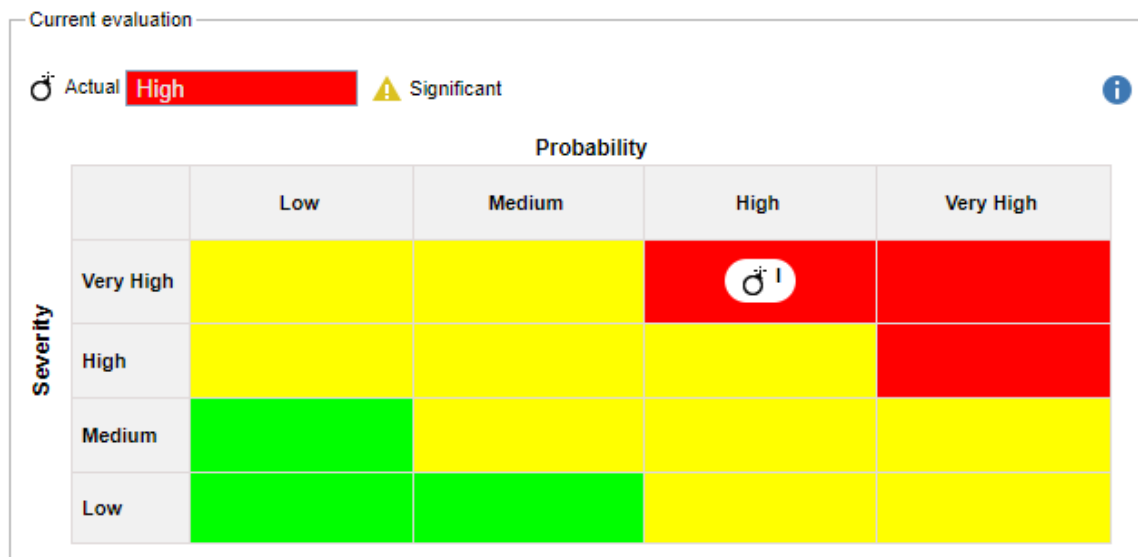 Current evaluation
Actual High Significant
Probability
Low Medium High Very High
Very High I
Severity
High
Medium
Low